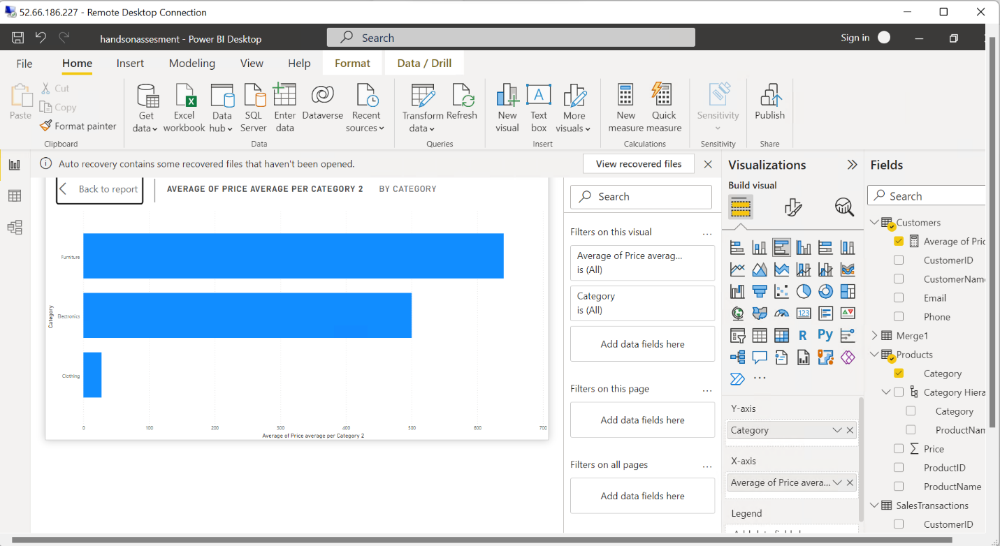 52.66.186.227 - Remote Desktop Connection
handsonassesment - Power BI Desktop
Search
Sign in
File
Home
Insert
Modeling
View
Help
Format
Data / Drill
Paste
Cut
Copy
Format painter
Clipboard
Get data
Excel workbook
Data hub
SQL Server
Enter data
Dataverse
Recent sources
Data
Transform data
Refresh
Queries
New visual
Text box
More visuals
Insert
New measure
Quick measure
Calculations
Sensitivity
Sensitivity
Publish
Share
Auto recovery contains some recovered files that haven't been opened.
View recovered files
Back to report
AVERAGE OF PRICE AVERAGE PER CATEGORY 2 BY CATEGORY
Category
Furniture
Electronics
Clothing
0 100 200 300 400 500 600 700
Average of Price average per Category 2
Search
Filters on this visual
...
Average of Price averag...
is (All)
Category
is (All)
Add data fields here
Filters on this page
...
Add data fields here
Filters on all pages
...
Add data fields here
Visualizations
Build visual
123
R
Py
...
Y-axis
Category
X-axis
Average of Price avera...
Legend
Fields
Search
Customers
Average of Pric
CustomerID
CustomerName
Email
Phone
Merge1
Products
Category
Category Hiera
Category
ProductNam
Price
ProductID
ProductName
SalesTransactions
CustomerID